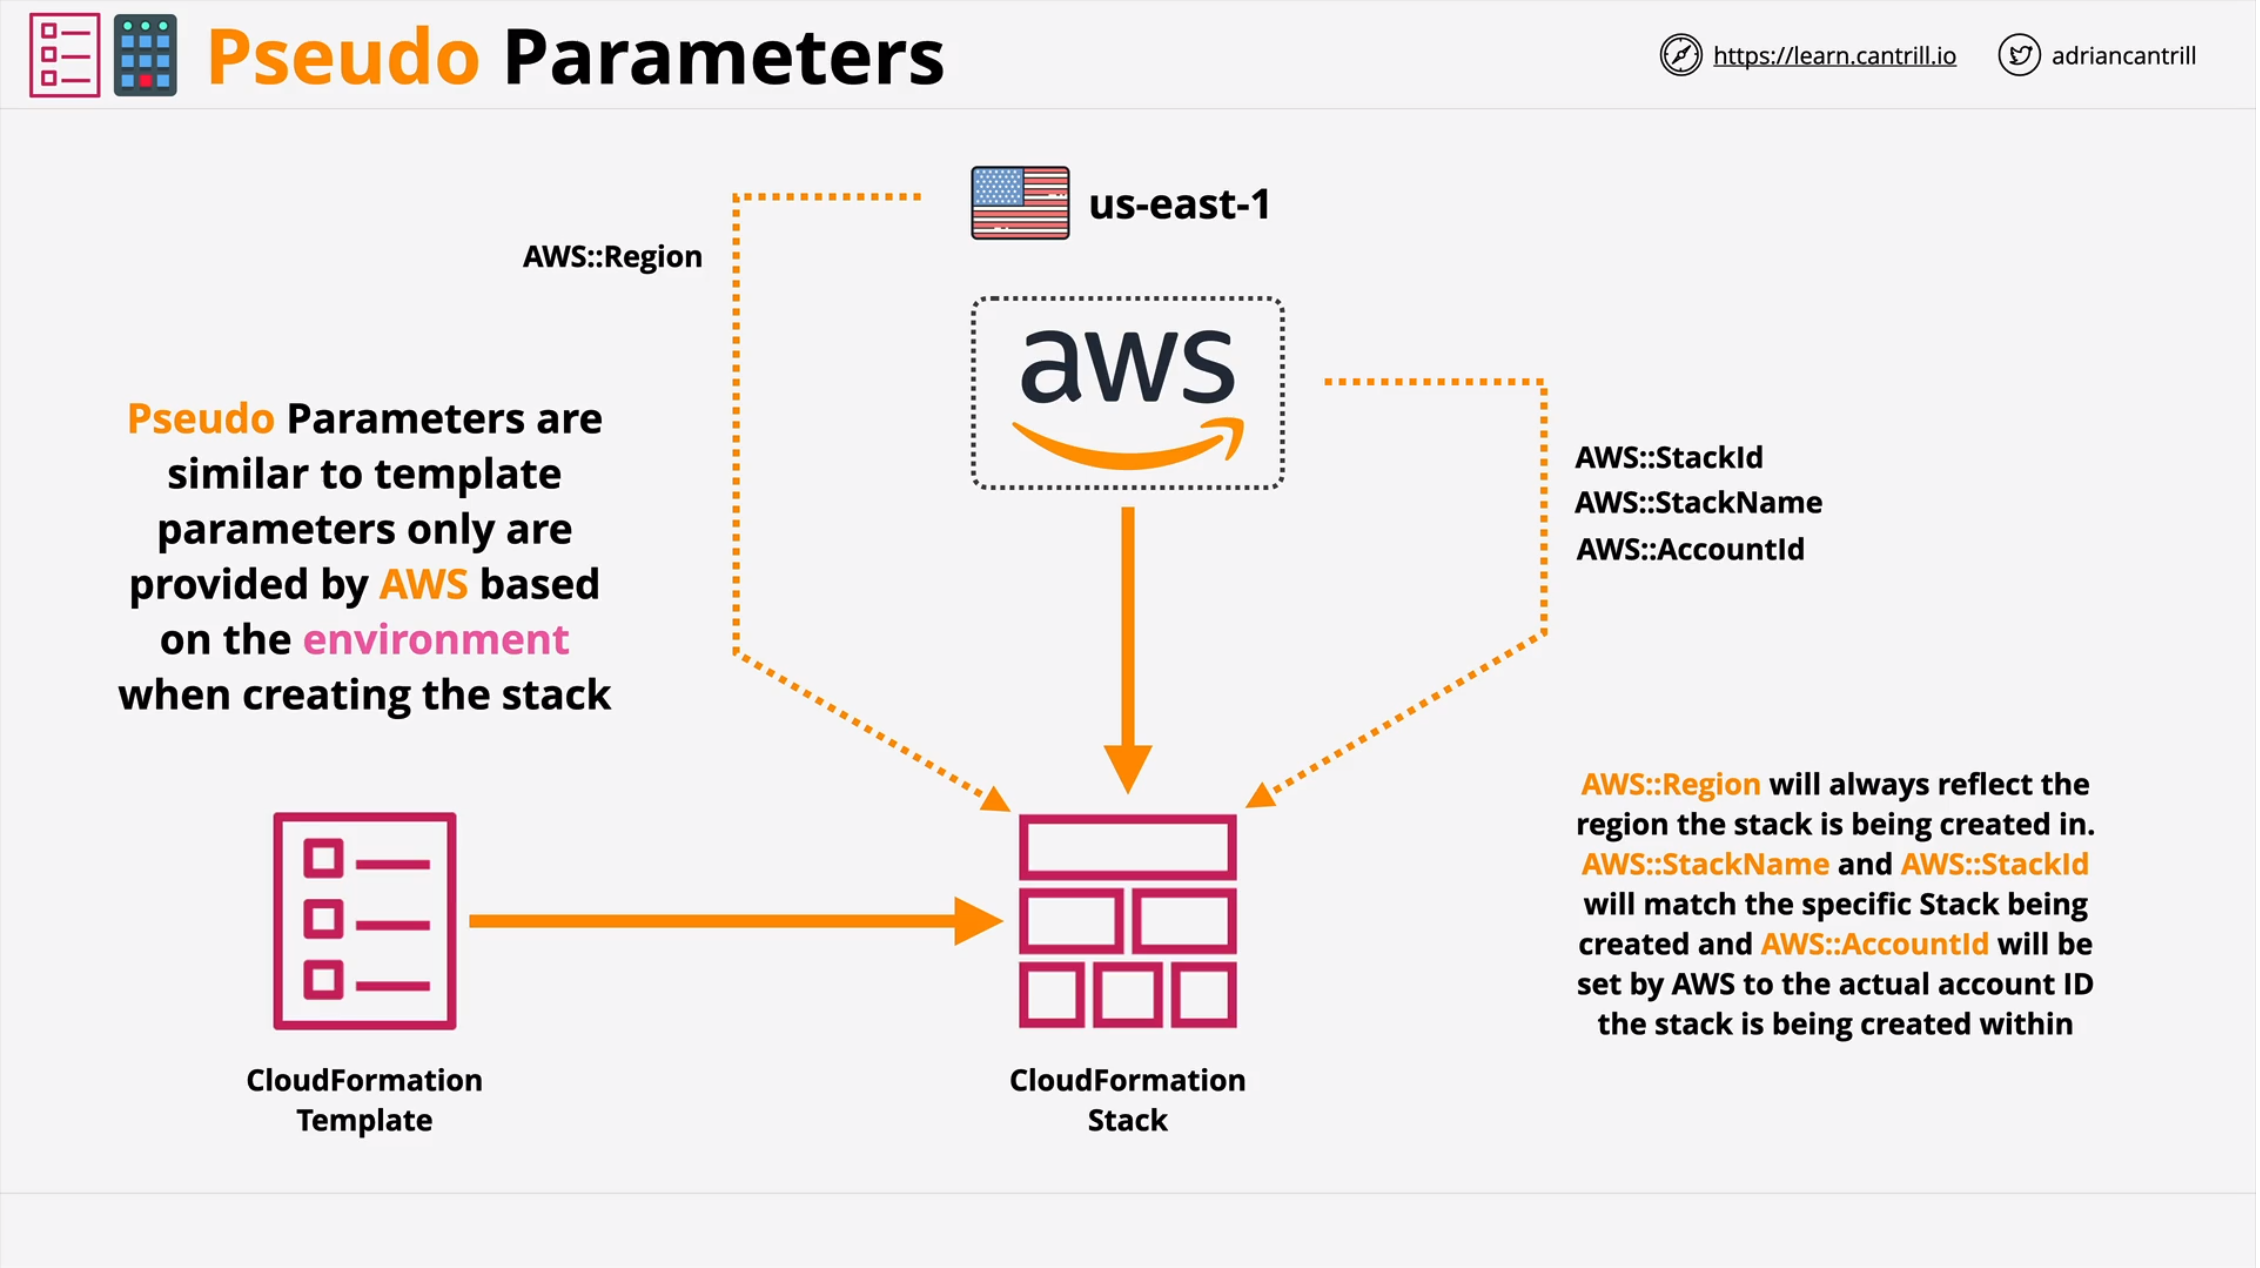 Pseudo Parameters
https://learn.cantrill.io
adriancantrill
us-east-1
AWS::Region
aws
AWS::StackId
AWS::StackName
AWS::AccountId
Pseudo Parameters are
similar to template
parameters only are
provided by AWS based
on the environment
when creating the stack
AWS::Region will always reflect the
region the stack is being created in.
AWS::StackName and AWS::StackId
will match the specific Stack being
created and AWS::AccountId will be
set by AWS to the actual account ID
the stack is being created within
CloudFormation
Template
CloudFormation
Stack